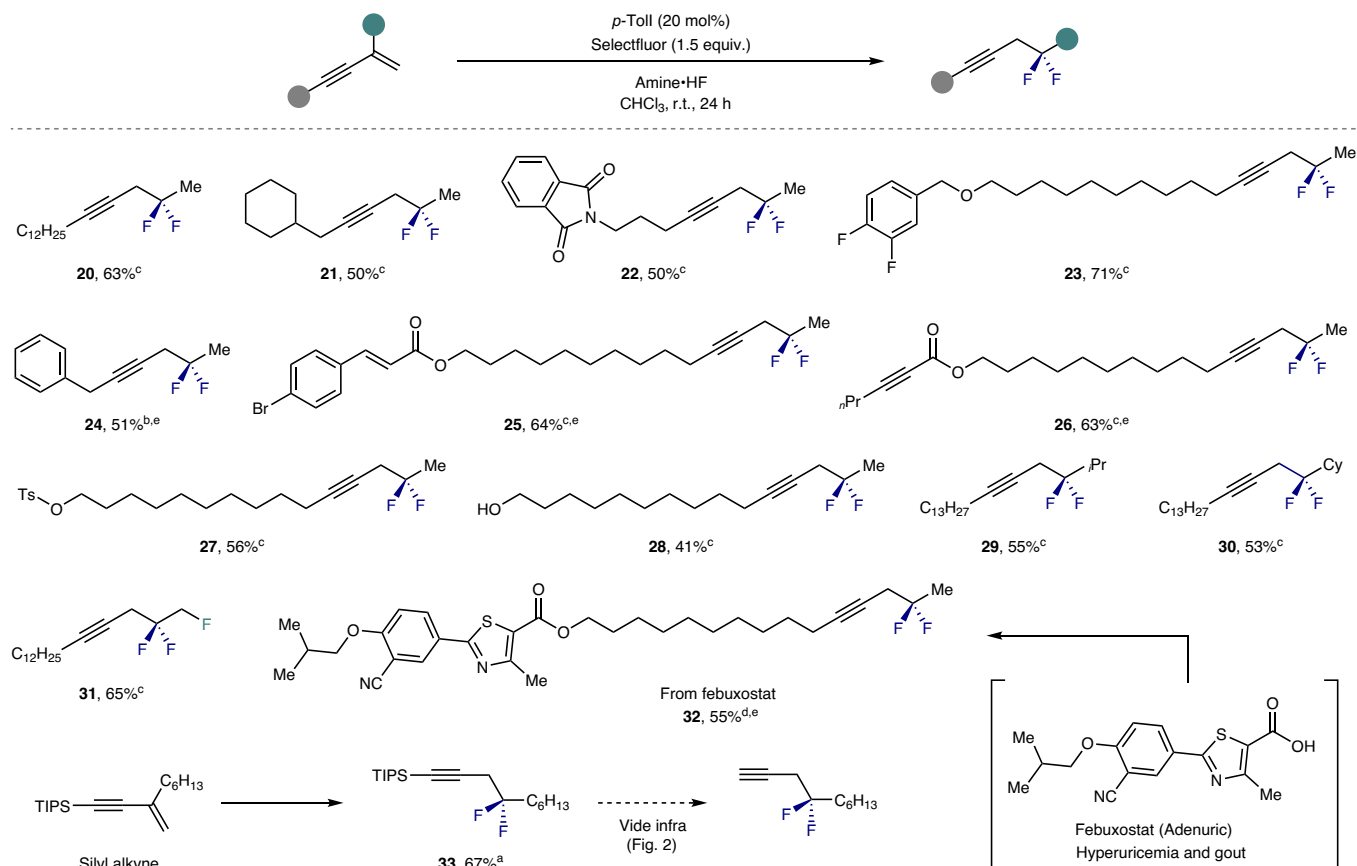 p-TolI (20 mol%)
Selectfluor (1.5 equiv.)
Amine•HF
CHCl3, r.t., 24 h
F F
C12H25 Me F F
20, 63%c
Me F F
21, 50%c
O N O Me F F
22, 50%c
F F O Me F F
23, 71%c
Me F F
24, 51%b,e
Br O O Me F F
25, 64%c,e
nPr O O Me F F
26, 63%c,e
Ts O Me F F
27, 56%c
HO Me F F
28, 41%c
C13H27 iPr F F
29, 55%c
C13H27 Cy F F
30, 53%c
C12H25 F F F
31, 65%c
Me Me O NC S N Me O O Me F F
From febuxostat
32, 55%d,e
TIPS C6H13
Silyl alkyne
TIPS F F C6H13
33, 67%a
Vide infra
(Fig. 2)
F F C6H13
Me Me O NC S N Me O OH
Febuxostat (Adenuric)
Hyperuricemia and gout